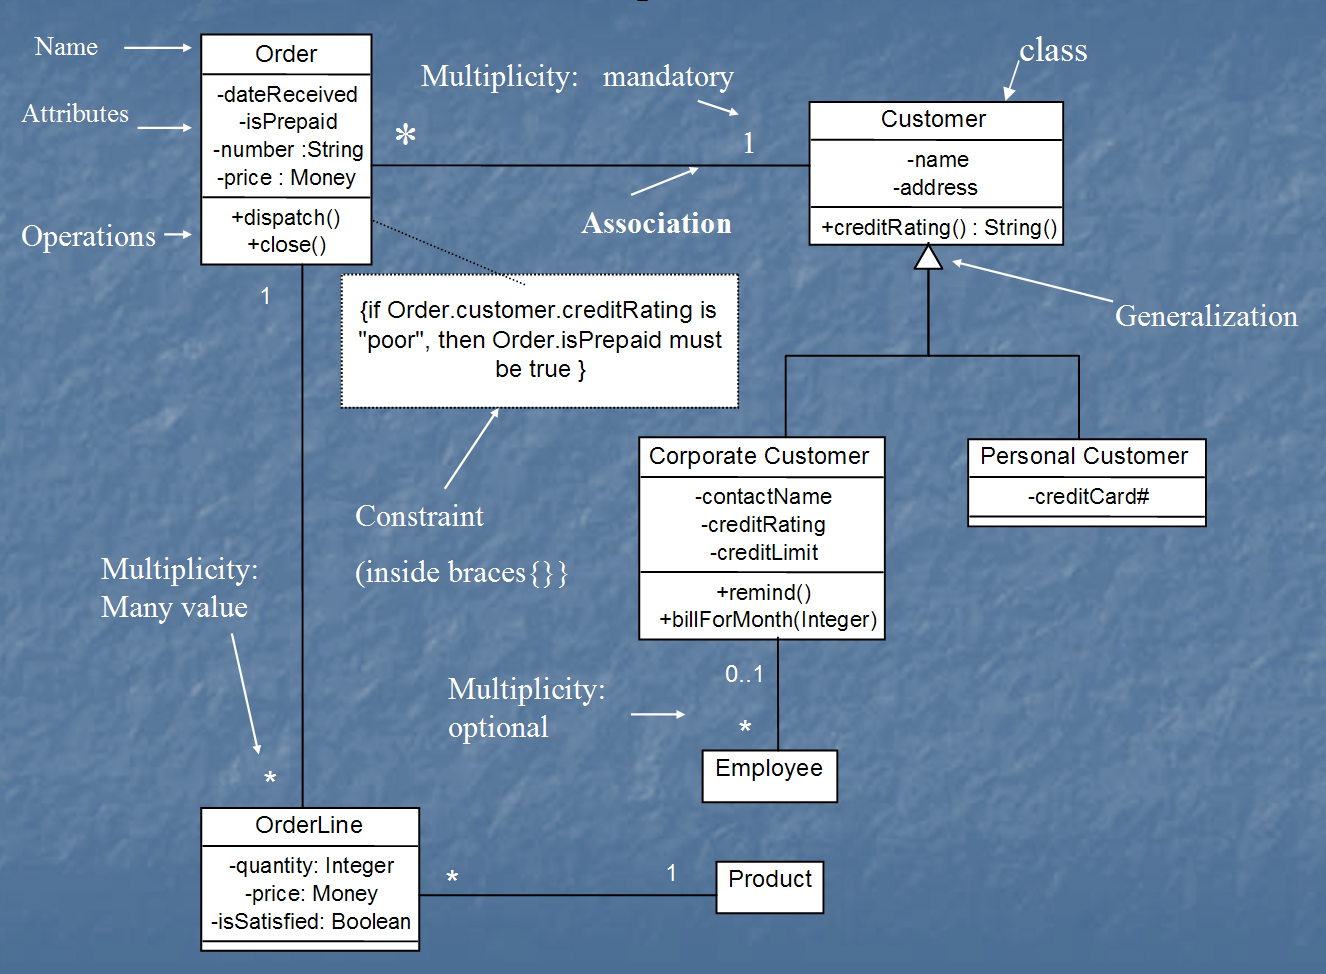 Name
Order
Attributes
-dateReceived
-isPrepaid
-number :String
-price : Money
Operations
+dispatch()
+close()
Multiplicity: mandatory
*
1
Association
class
Customer
-name
-address
+creditRating() : String()
Generalization
1
{if Order.customer.creditRating is
"poor", then Order.isPrepaid must
be true }
Constraint
(inside braces{}}
Corporate Customer
-contactName
-creditRating
-creditLimit
+remind()
+billForMonth(Integer)
Personal Customer
-creditCard#
Multiplicity:
Many value
*
Multiplicity:
optional
0..1
*
Employee
OrderLine
-quantity: Integer
-price: Money
-isSatisfied: Boolean
*
1
Product